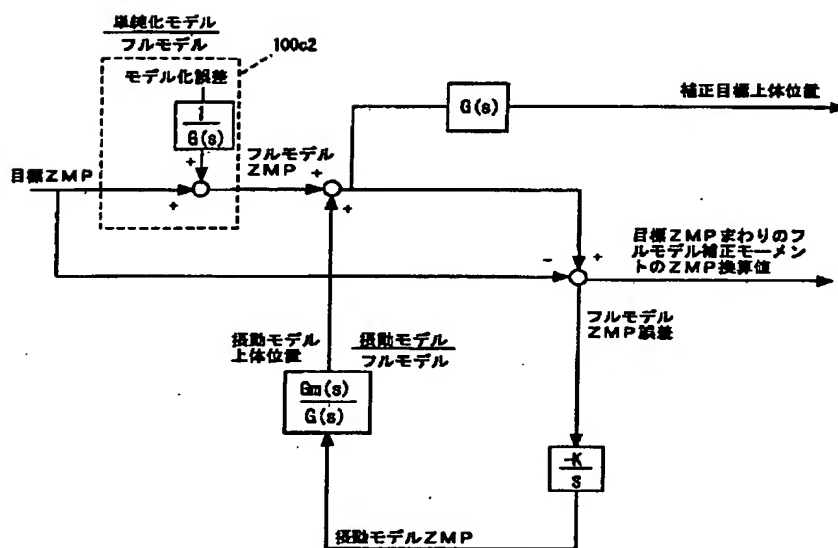 単純化モデル
フルモデル
100c2
モデル化誤差
1
G(s)
G(s)
補正目標上体位置
目標ZMP
フルモデル
ZMP
+
+
+
+
-
+
目標ZMPまわりのフ
ルモデル補正モーメン
トのZMP換算値
フルモデル
ZMP誤差
摂動モデル
上体位置
摂動モデル
フルモデル
Gm(s)
G(s)
-K
s
摂動モデルZMP